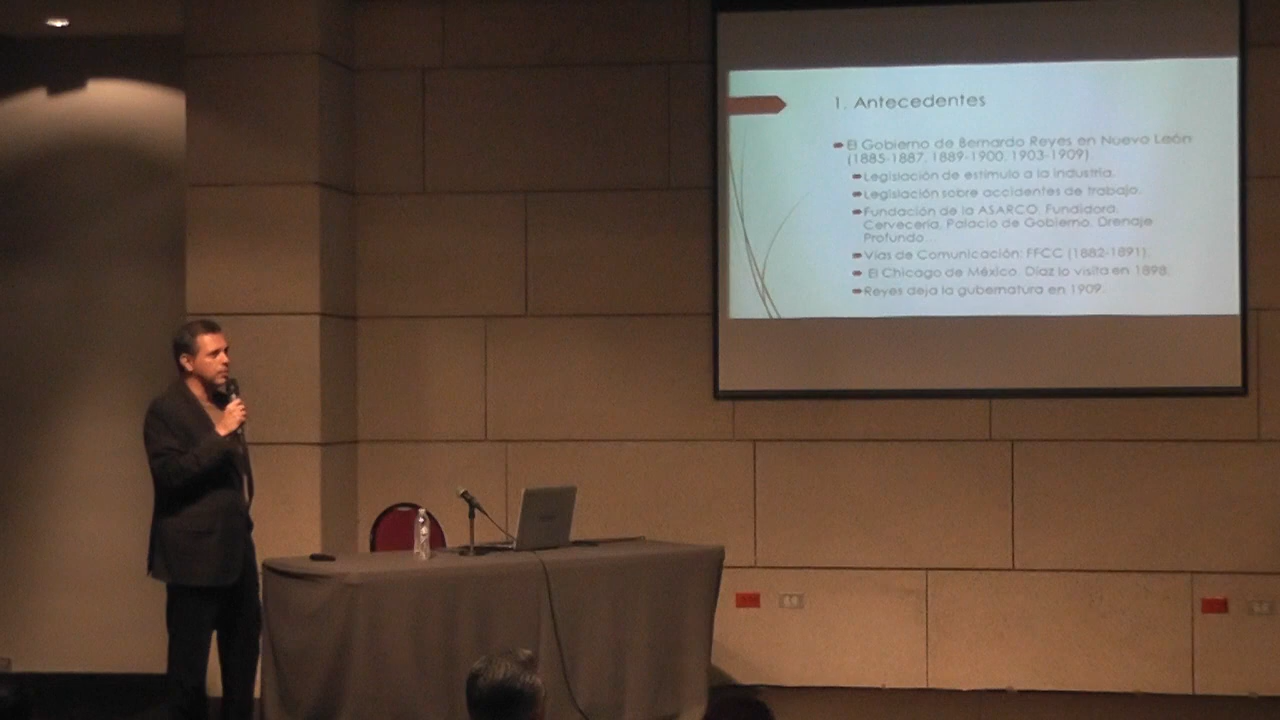 1. Antecedentes
El Gobierno de Bernardo Reyes en Nuevo León
(1885-1887, 1889-1900, 1903-1909).
Legislación de estímulo a la industria.
Legislación sobre accidentes de trabajo.
Fundación de la ASARCO, Fundidora,
Cervecería, Palacio de Gobierno, Drenaje
Profundo...
Vías de Comunicación: FFCC (1882-1891).
El Chicago de México. Díaz lo visita en 1898.
Reyes deja la gubernatura en 1909.